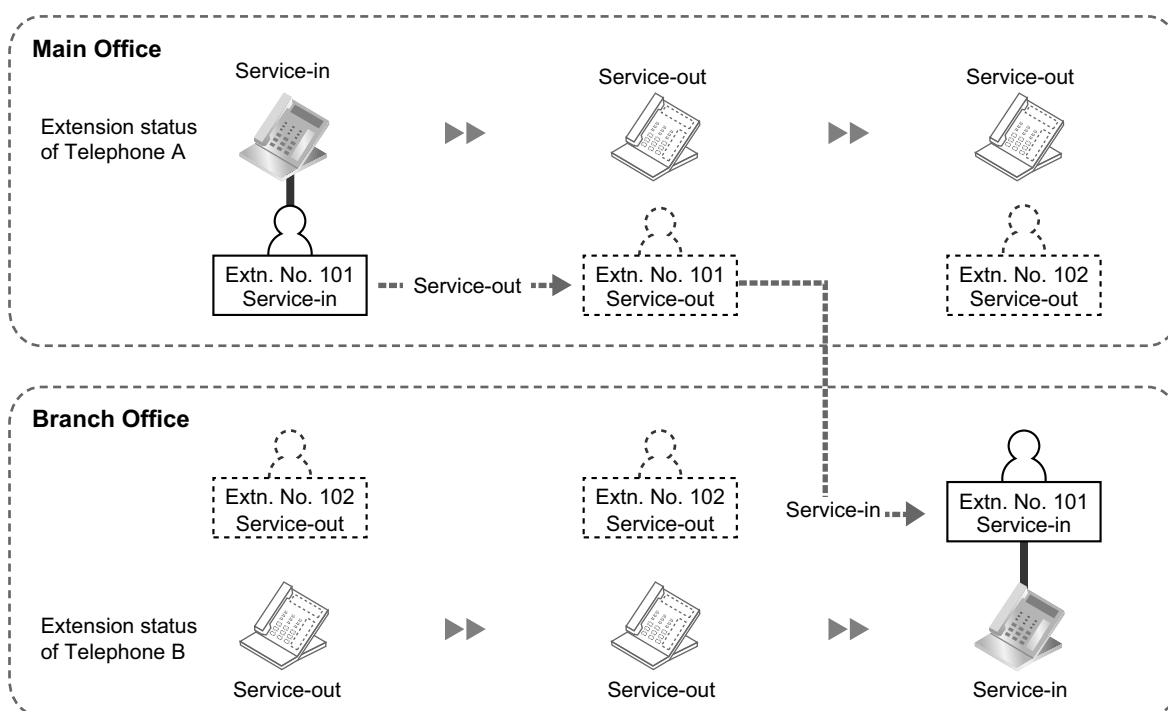 Main Office
Service-in
Service-out
Service-out
Extension status
of Telephone A
Extn. No. 101
Service-in
Service-out
Extn. No. 101
Service-out
Extn. No. 102
Service-out
Branch Office
Extn. No. 102
Service-out
Extn. No. 102
Service-out
Service-in
Extn. No. 101
Service-in
Extension status
of Telephone B
Service-out
Service-out
Service-in